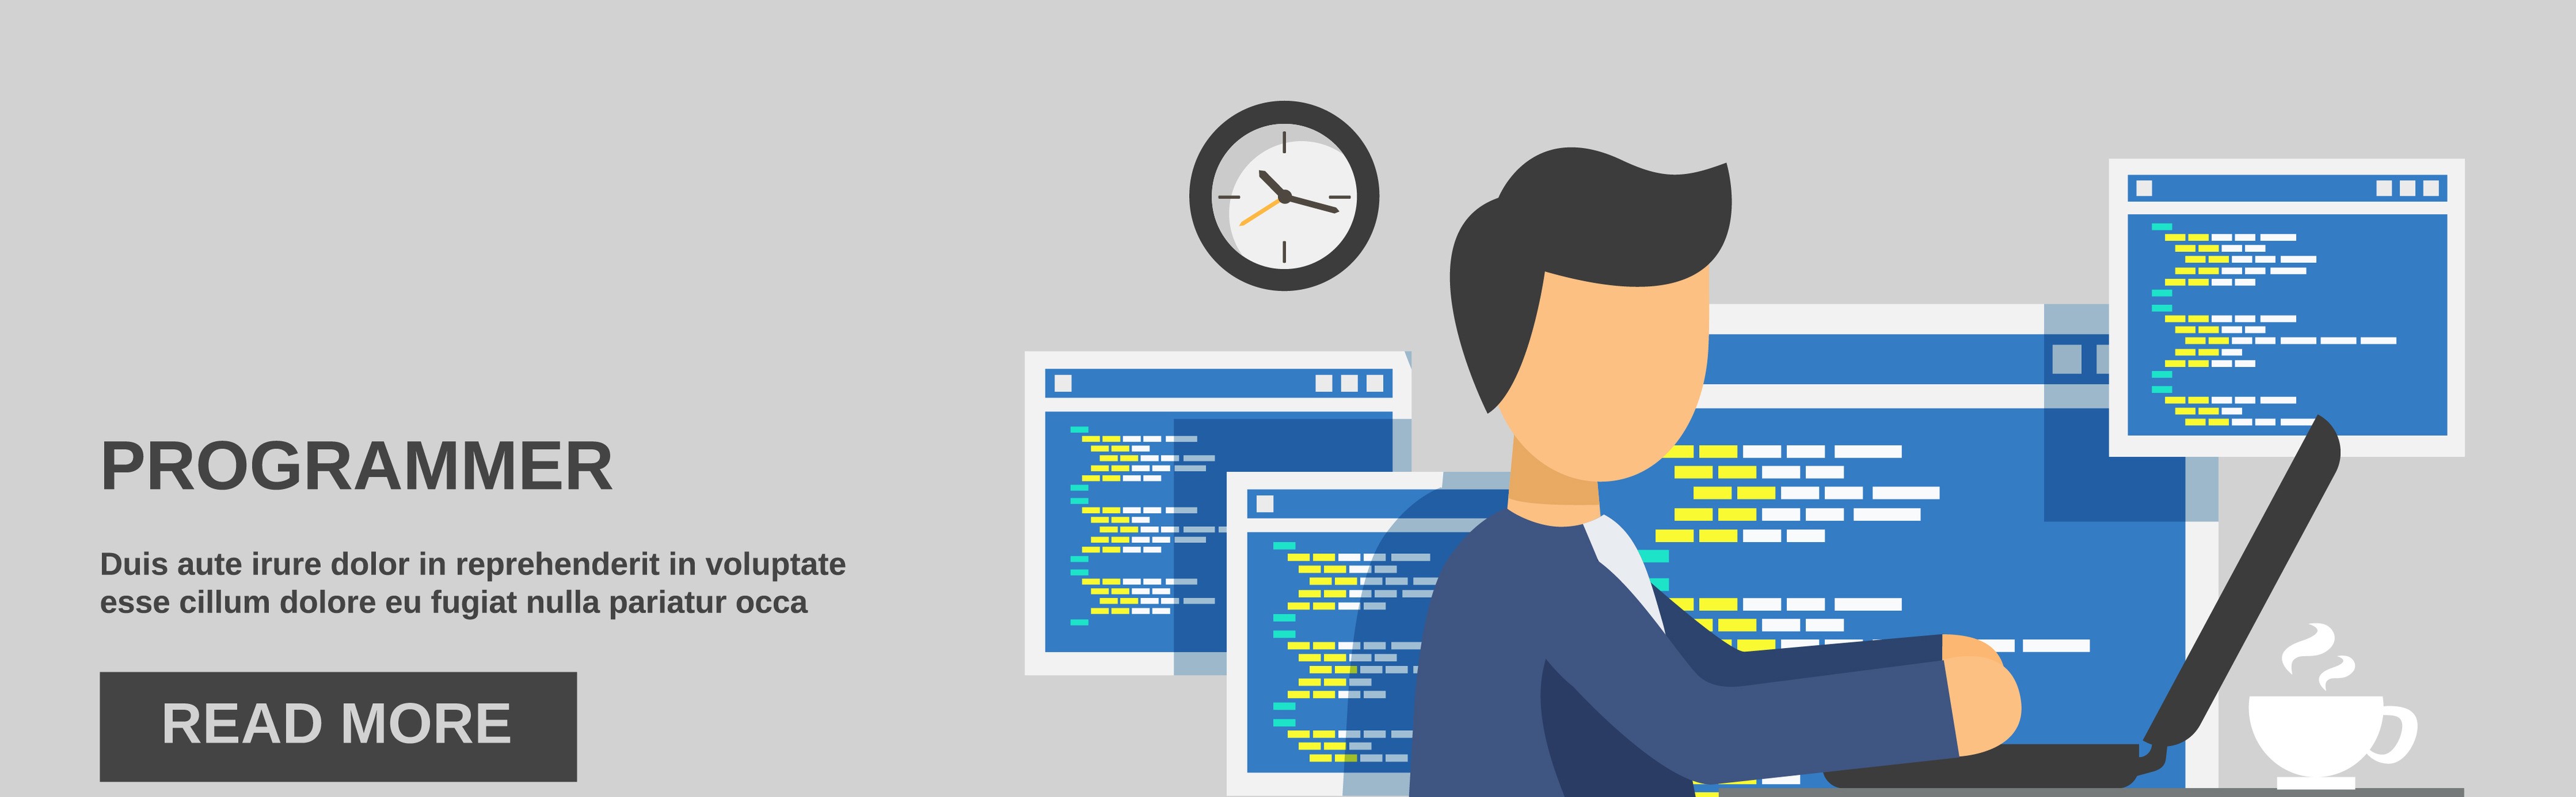 PROGRAMMER
Duis aute irure dolor in reprehenderit in voluptate
esse cillum dolore eu fugiat nulla pariatur occa
READ MORE